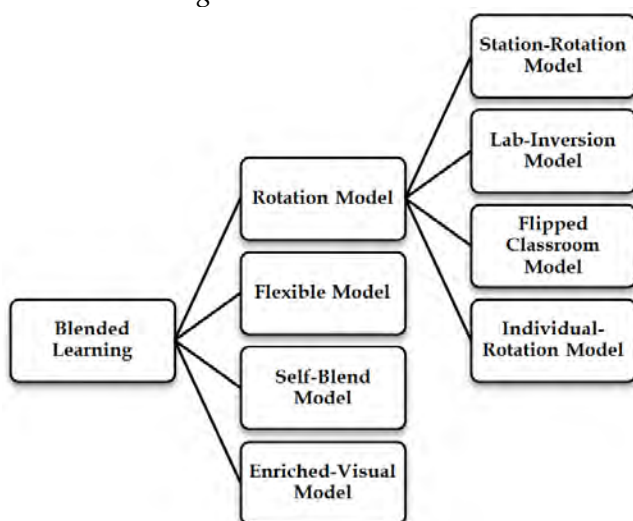 Station-Rotation
Model
Lab-Inversion
Model
Rotation Model
Flipped
Classroom
Model
Flexible Model
Blended
Learning
Individual-
Rotation Model
Self-Blend
Model
Enriched-Visual
Model